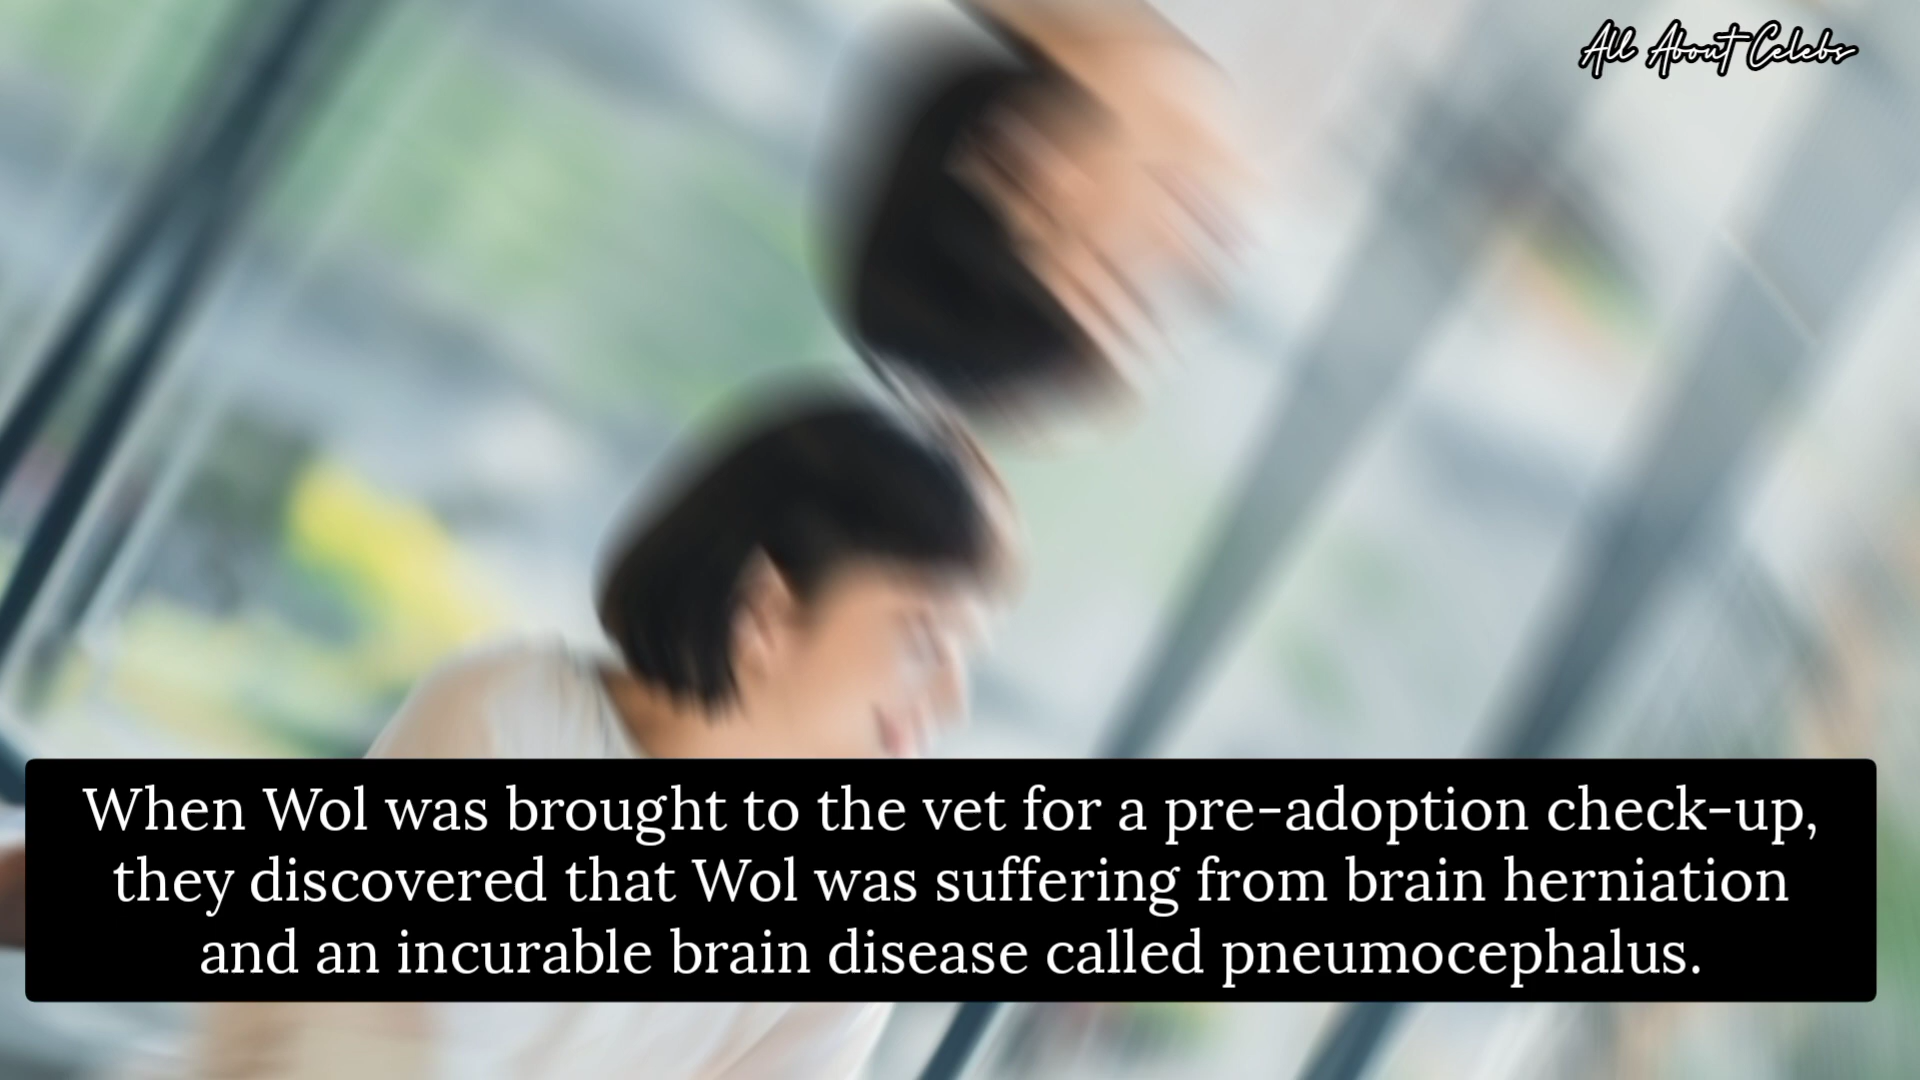 All About Celebs
When Wol was brought to the vet for a pre-adoption check-up,
they discovered that Wol was suffering from brain herniation
and an incurable brain disease called pneumocephalus.